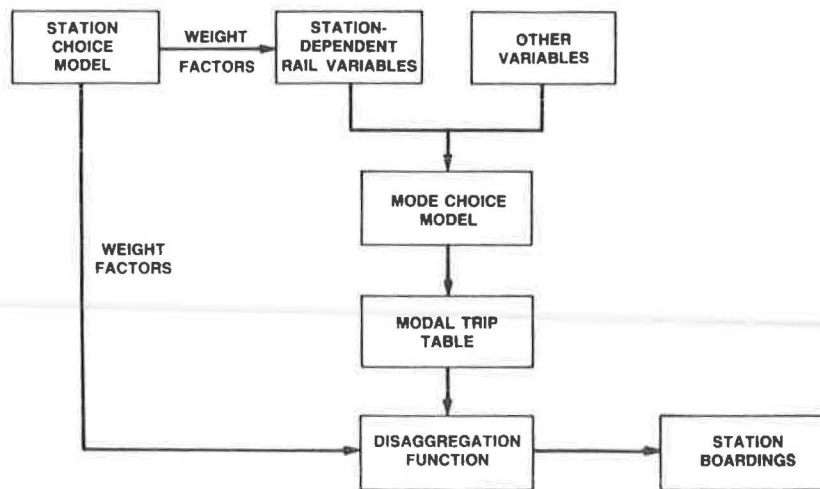 STATION
CHOICE
MODEL
WEIGHT
FACTORS
STATION-
DEPENDENT
RAIL VARIABLES
OTHER
VARIABLES
MODE CHOICE
MODEL
WEIGHT
FACTORS
MODAL TRIP
TABLE
DISAGGREGATION
FUNCTION
STATION
BOARDINGS